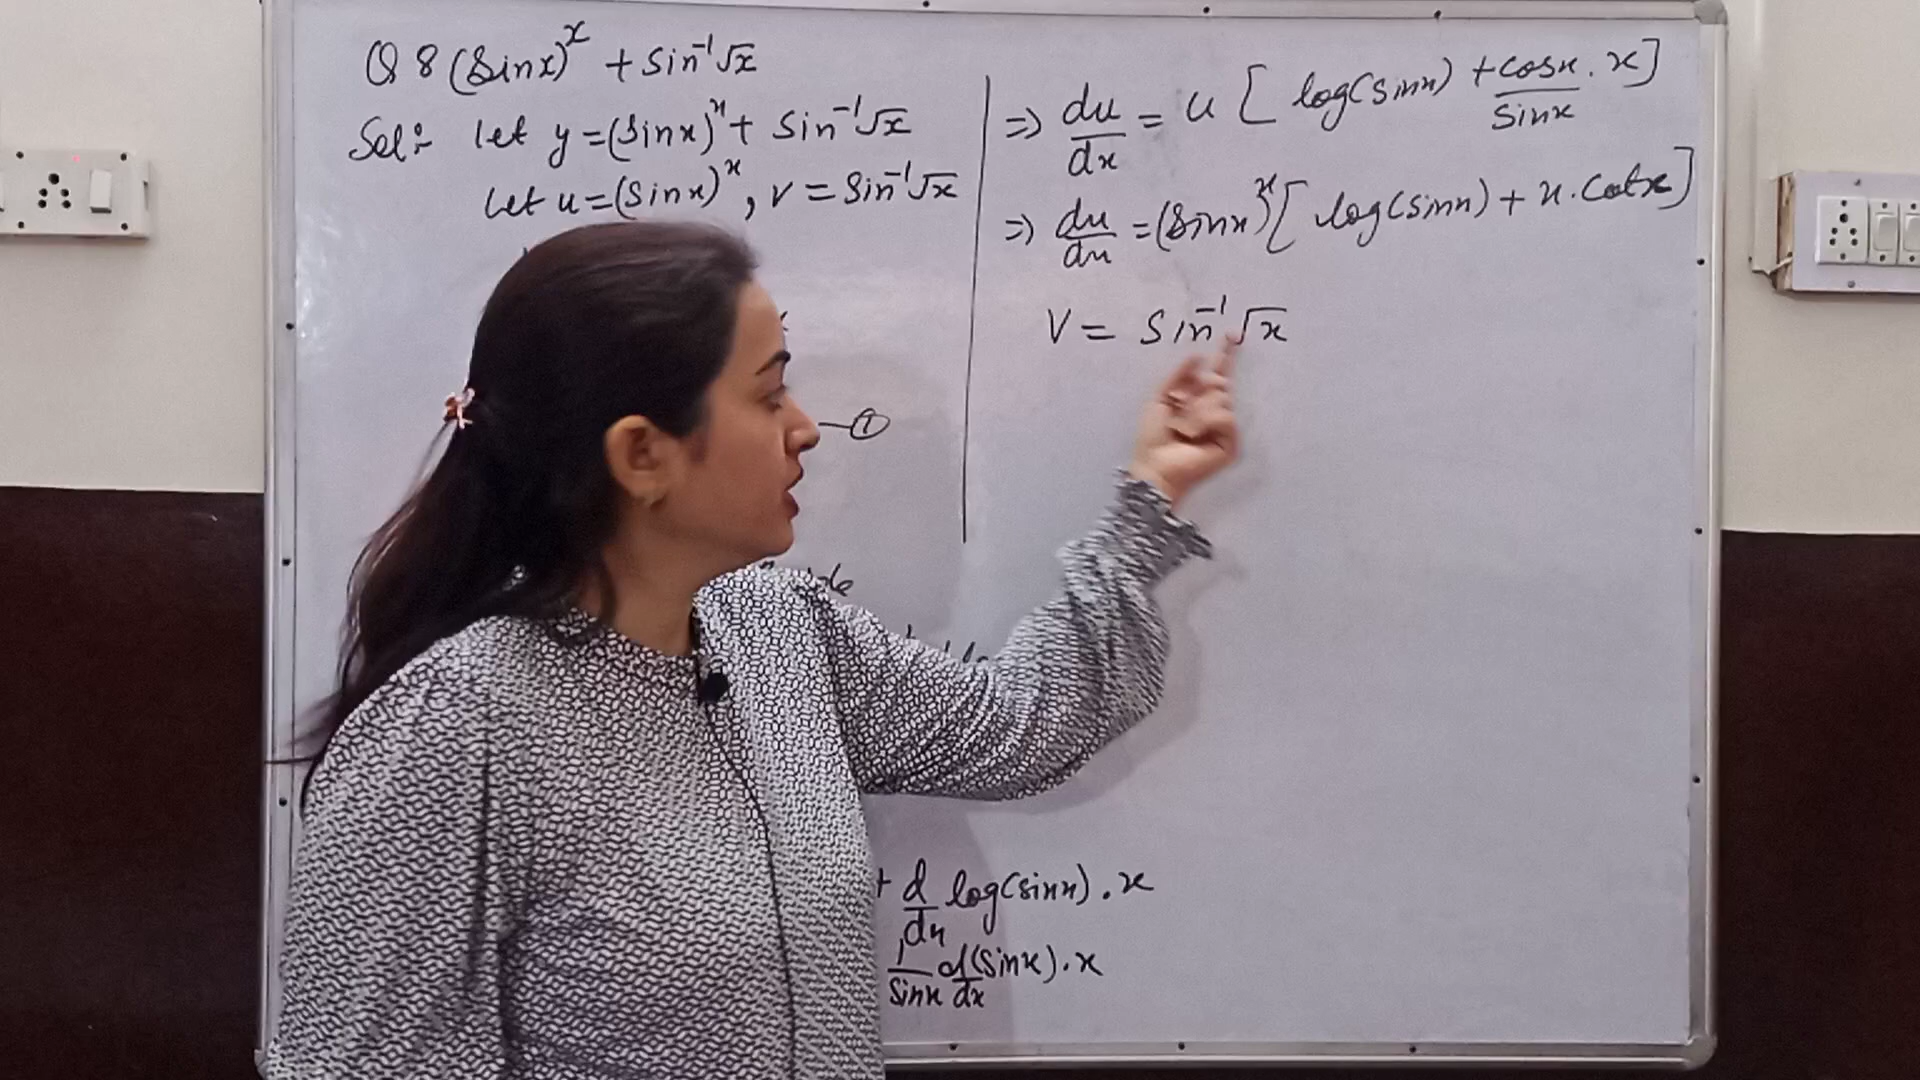 Q 8 (Sinx)^x + Sin⁻¹√x
Sol:- let y = (Sinx)^x + Sin⁻¹√x
Let u = (Sinx)^x , v = Sin⁻¹√x
①
+ d/dx log(sinx) . x
1/sinx d/dx (Sinx) . x
=> du/dx = u [ log(sinx) + cosx/sinx . x ]
=> du/dx = (Sinx)^x [ log(sinx) + x . Cotx ]
V = Sin⁻¹√x